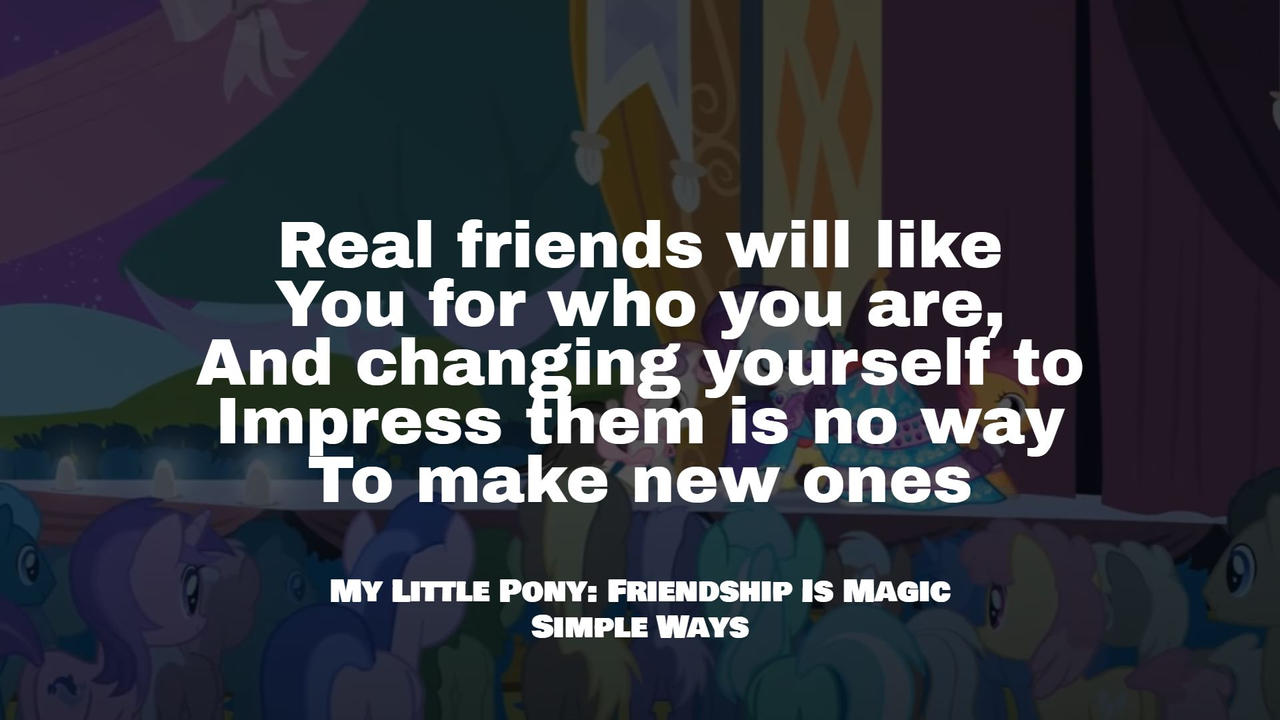 Real friends will like
You for who you are,
And changing yourself to
Impress them is no way
To make new ones
My Little Pony: Friendship Is Magic
Simple Ways